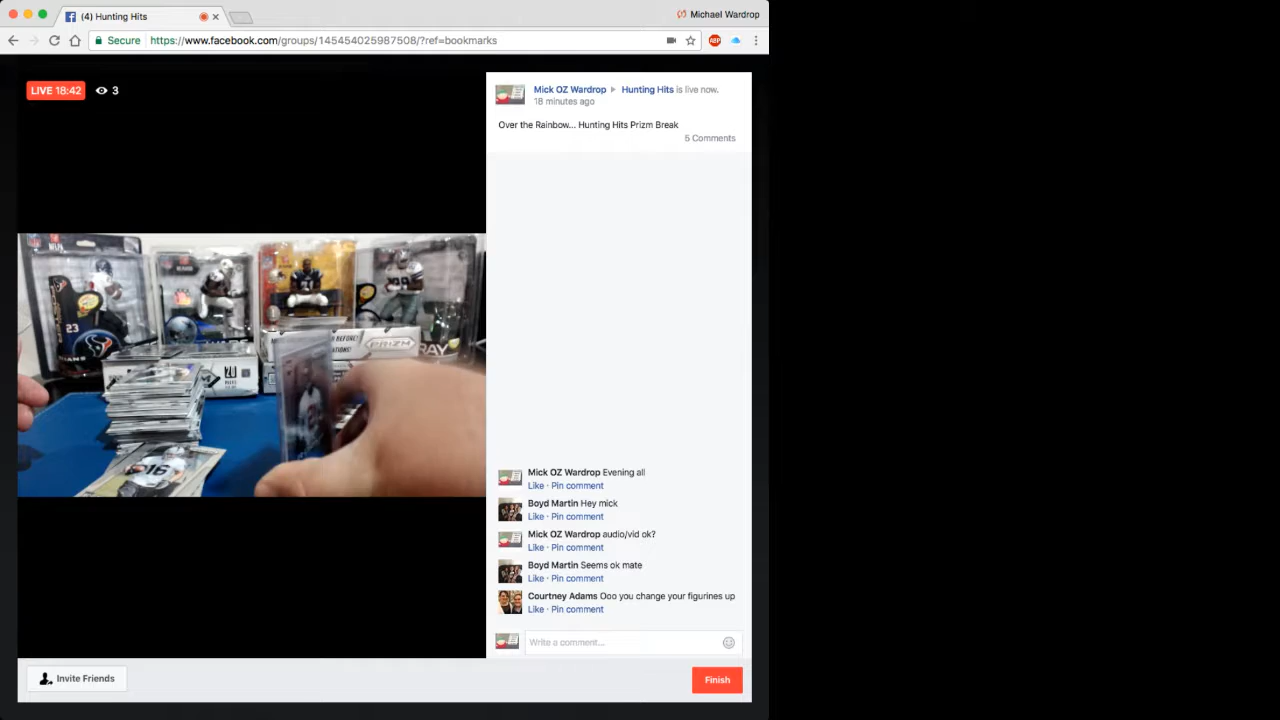 (4) Hunting Hits
Michael Wardrop
Secure https://www.facebook.com/groups/145454025987508/?ref=bookmarks
ABP
LIVE 18:42 3
Mick OZ Wardrop Hunting Hits is live now.
18 minutes ago
Over the Rainbow... Hunting Hits Prizm Break
5 Comments
23
PRIZM
Mick OZ Wardrop Evening all
Like · Pin comment
Boyd Martin Hey mick
Like · Pin comment
Mick OZ Wardrop audio/vid ok?
Like · Pin comment
Boyd Martin Seems ok mate
Like · Pin comment
Courtney Adams Ooo you change your figurines up
Like · Pin comment
Write a comment...
Invite Friends
Finish